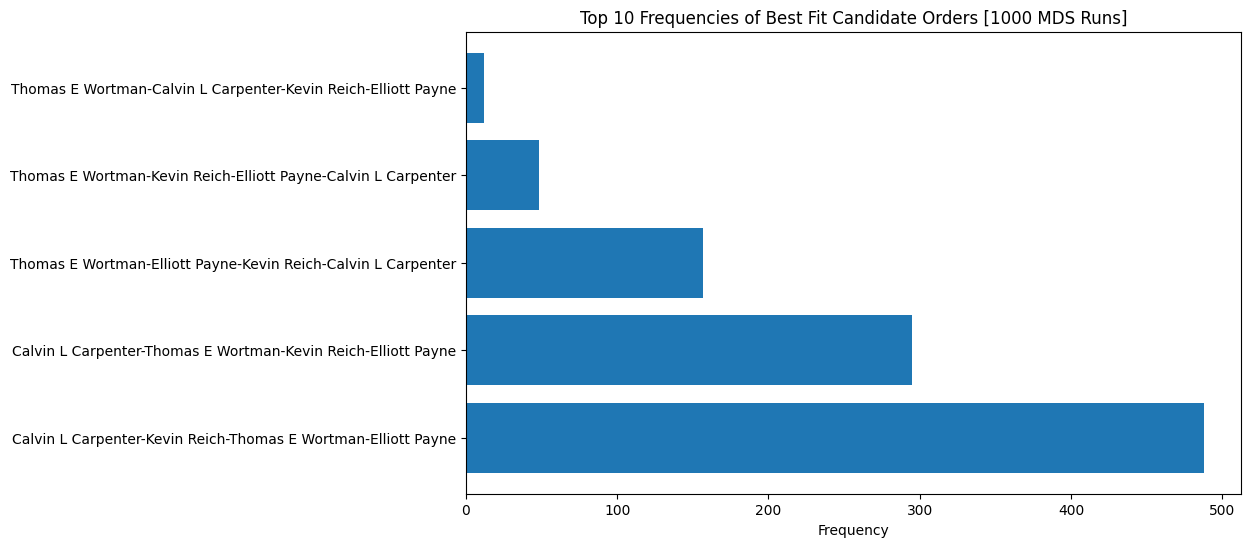 Top 10 Frequencies of Best Fit Candidate Orders [1000 MDS Runs]
Thomas E Wortman-Calvin L Carpenter-Kevin Reich-Elliott Payne
Thomas E Wortman-Kevin Reich-Elliott Payne-Calvin L Carpenter
Thomas E Wortman-Elliott Payne-Kevin Reich-Calvin L Carpenter
Calvin L Carpenter-Thomas E Wortman-Kevin Reich-Elliott Payne
Calvin L Carpenter-Kevin Reich-Thomas E Wortman-Elliott Payne
0 100 200 300 400 500
Frequency